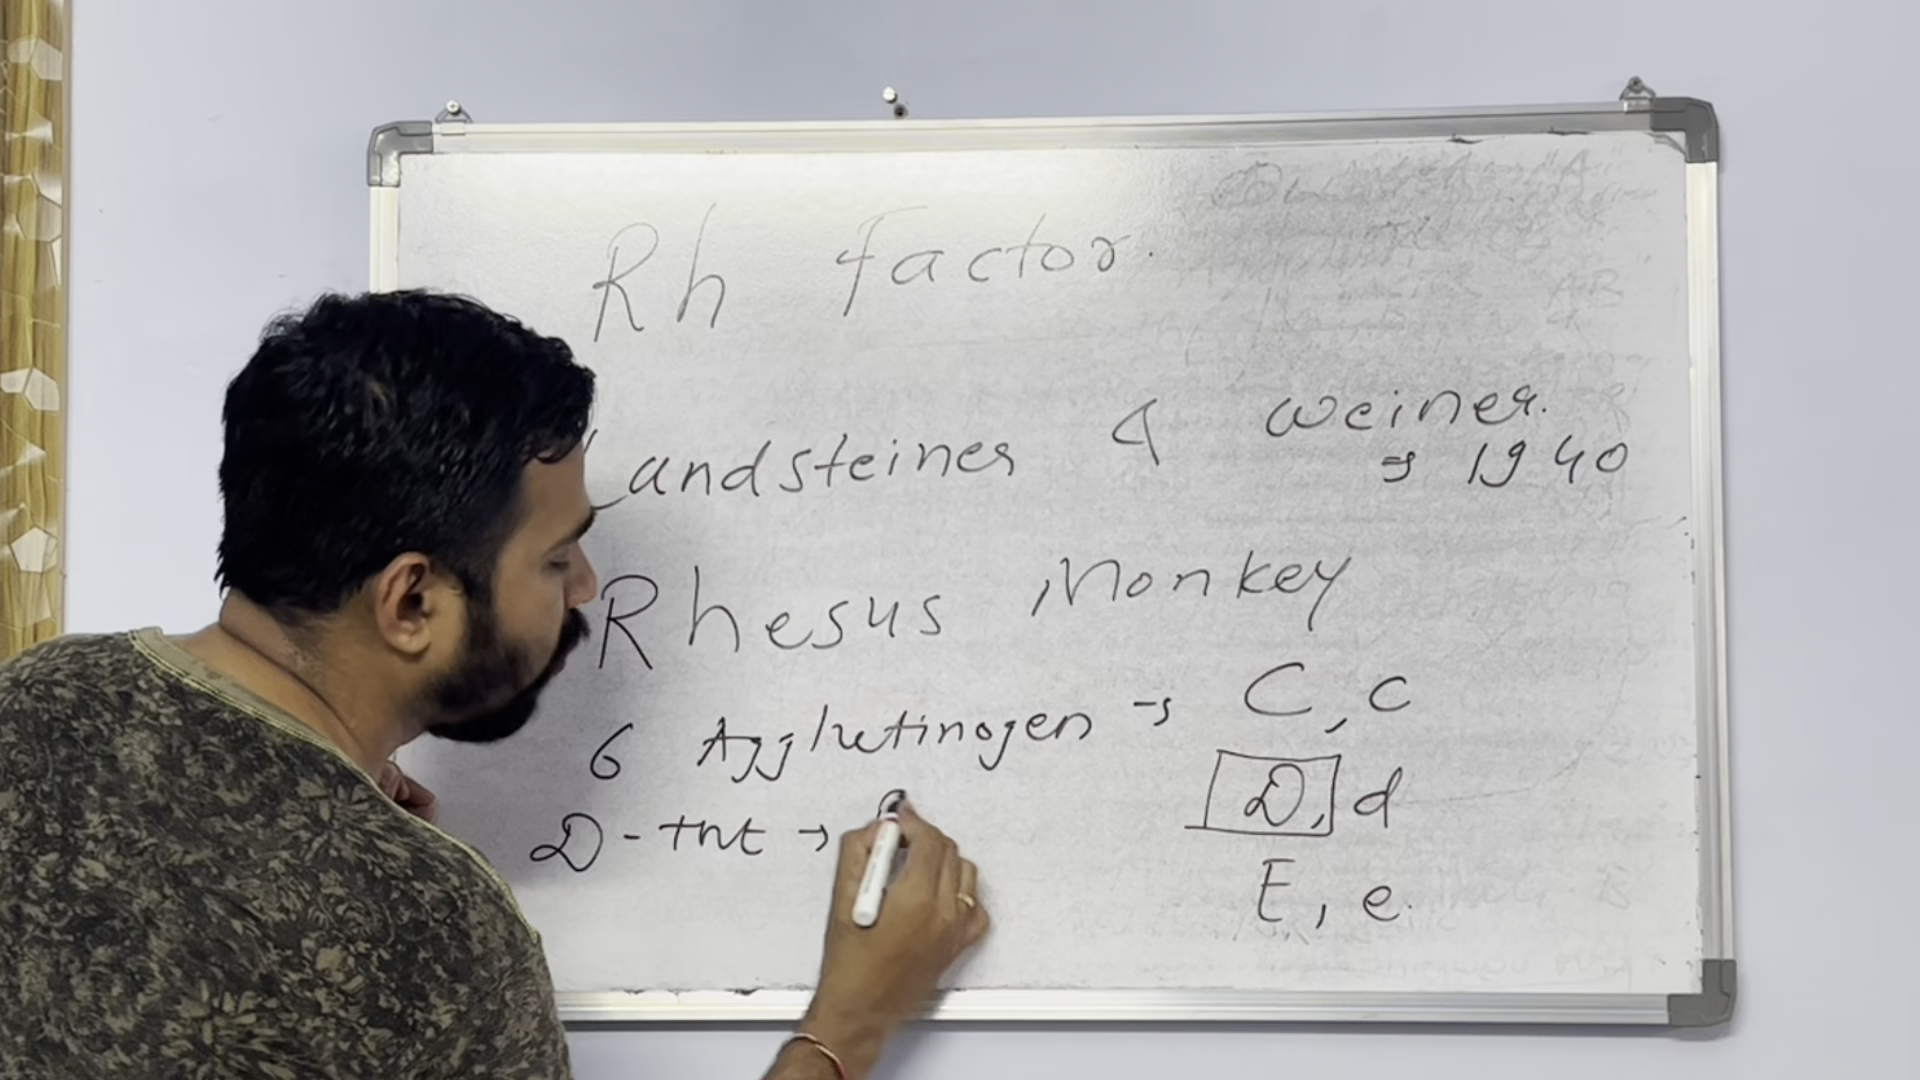 Rh factor.
Landsteiner & Weiner.
⇒ 1940
Rhesus Monkey
6 Agglutinogen → C, c
D, d
D - tnt →
E, e.